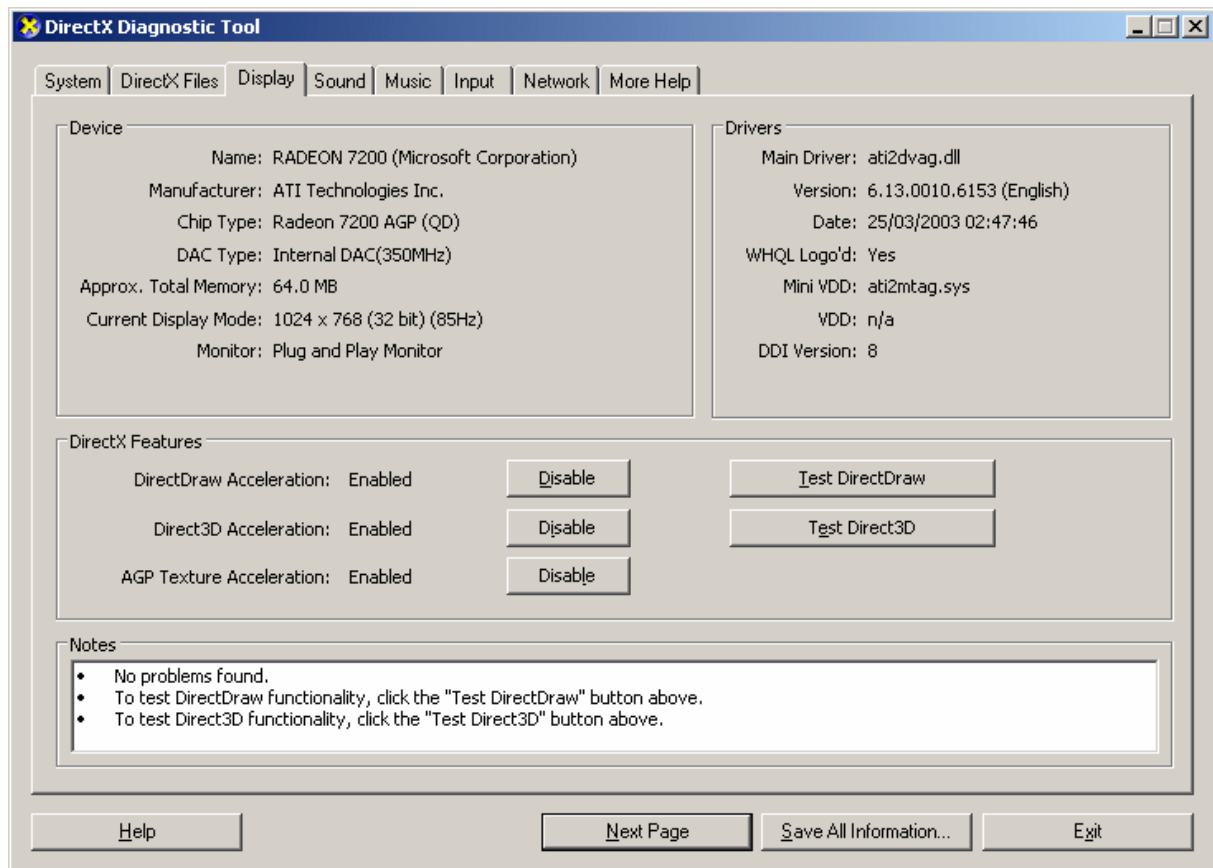 DirectX Diagnostic Tool
System DirectX Files Display Sound Music Input Network More Help
Device
Name: RADEON 7200 (Microsoft Corporation)
Manufacturer: ATI Technologies Inc.
Chip Type: Radeon 7200 AGP (QD)
DAC Type: Internal DAC(350MHz)
Approx. Total Memory: 64.0 MB
Current Display Mode: 1024 x 768 (32 bit) (85Hz)
Monitor: Plug and Play Monitor
Drivers
Main Driver: ati2dvag.dll
Version: 6.13.0010.6153 (English)
Date: 25/03/2003 02:47:46
WHQL Logo'd: Yes
Mini VDD: ati2mtag.sys
VDD: n/a
DDI Version: 8
DirectX Features
DirectDraw Acceleration: Enabled Disable Test DirectDraw
Direct3D Acceleration: Enabled Disable Test Direct3D
AGP Texture Acceleration: Enabled Disable
Notes
• No problems found.
• To test DirectDraw functionality, click the "Test DirectDraw" button above.
• To test Direct3D functionality, click the "Test Direct3D" button above.
Help Next Page Save All Information... Exit